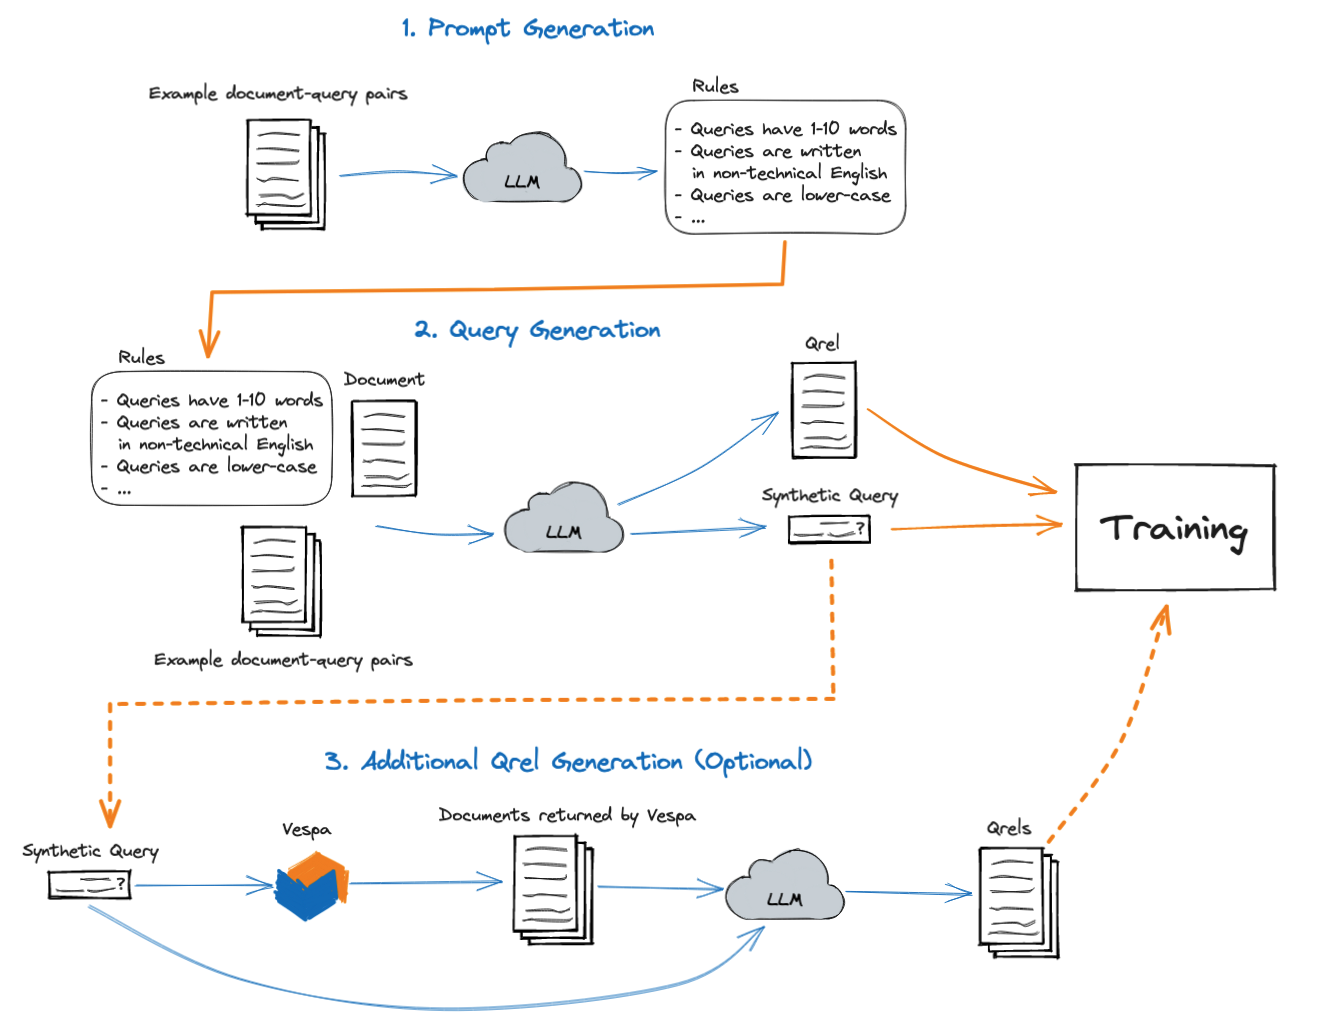 1. Prompt Generation
Example document-query pairs
LLM
Rules
- Queries have 1-10 words
- Queries are written
in non-technical English
- Queries are lower-case
- ...
2. Query Generation
Rules
- Queries have 1-10 words
- Queries are written
in non-technical English
- Queries are lower-case
- ...
Document
Example document-query pairs
LLM
Qrel
Synthetic Query
?
Training
3. Additional Qrel Generation (Optional)
Synthetic Query
?
Vespa
Documents returned by Vespa
LLM
Qrels